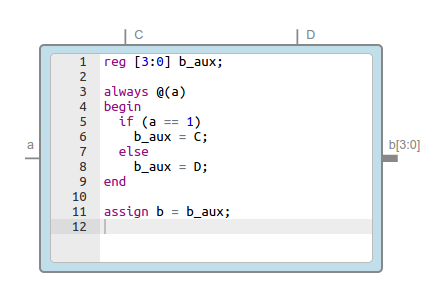 C D
1 reg [3:0] b_aux;
2
3 always @(a)
4 begin
5   if (a == 1)
6     b_aux = C;
7   else
8     b_aux = D;
9 end
10
11 assign b = b_aux;
12
a
b[3:0]